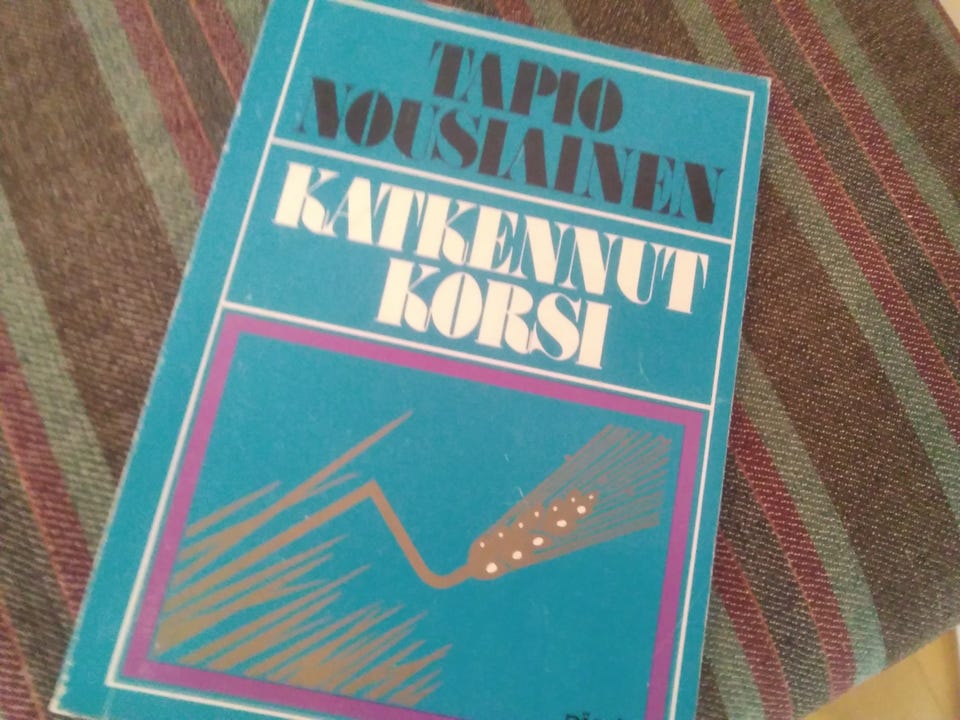 TAPIO
NOUSIAINEN
KATKENNUT
KORSI